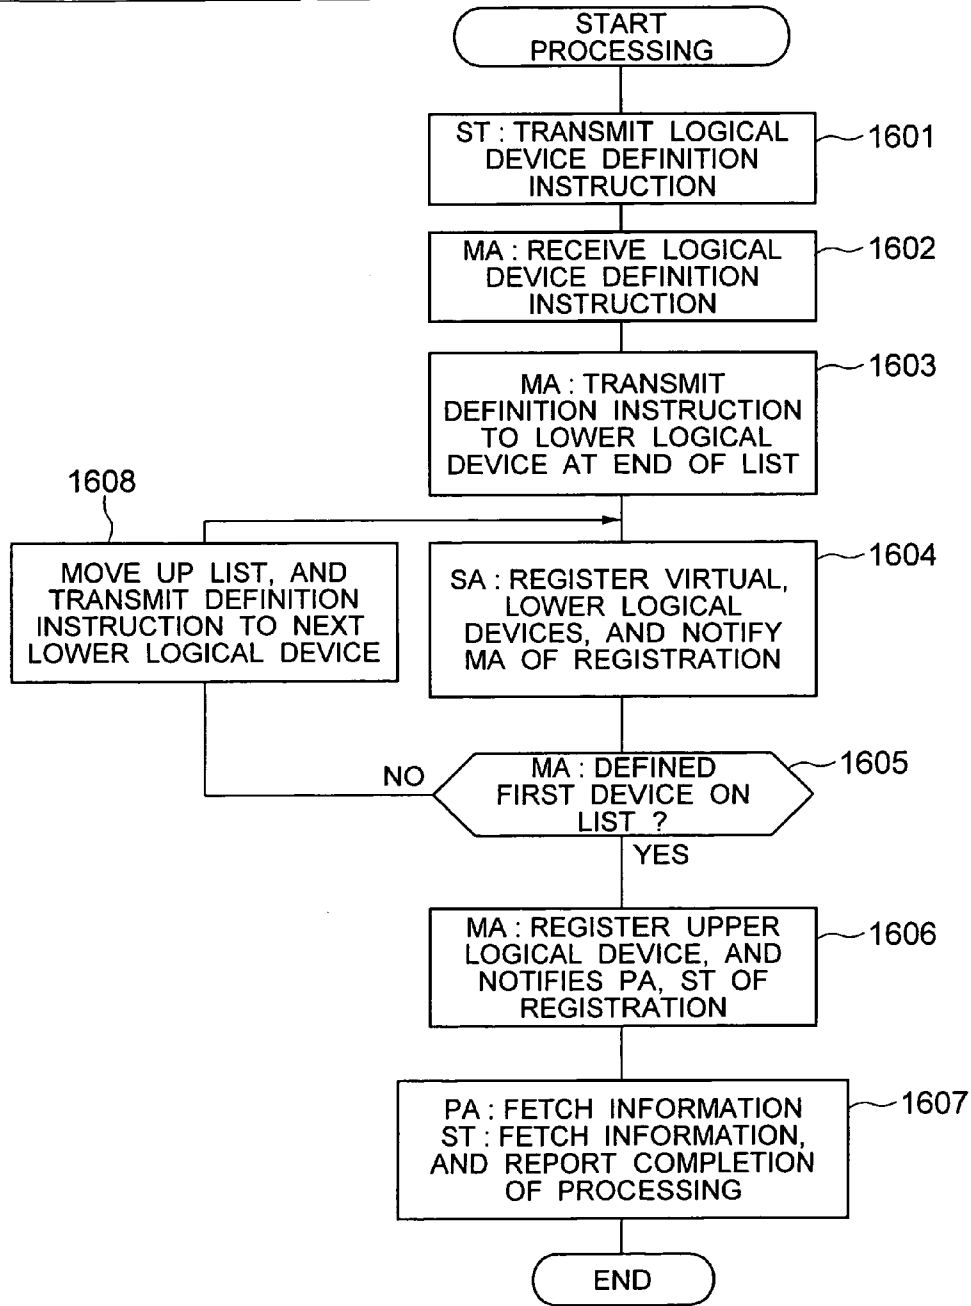 START
PROCESSING
ST : TRANSMIT LOGICAL
DEVICE DEFINITION
INSTRUCTION
1601
MA : RECEIVE LOGICAL
DEVICE DEFINITION
INSTRUCTION
1602
MA : TRANSMIT
DEFINITION INSTRUCTION
TO LOWER LOGICAL
DEVICE AT END OF LIST
1603
1608
MOVE UP LIST, AND
TRANSMIT DEFINITION
INSTRUCTION TO NEXT
LOWER LOGICAL DEVICE
SA : REGISTER VIRTUAL,
LOWER LOGICAL
DEVICES, AND NOTIFY
MA OF REGISTRATION
1604
NO
MA : DEFINED
FIRST DEVICE ON
LIST ?
1605
YES
MA : REGISTER UPPER
LOGICAL DEVICE, AND
NOTIFIES PA, ST OF
REGISTRATION
1606
PA : FETCH INFORMATION
ST : FETCH INFORMATION,
AND REPORT COMPLETION
OF PROCESSING
1607
END